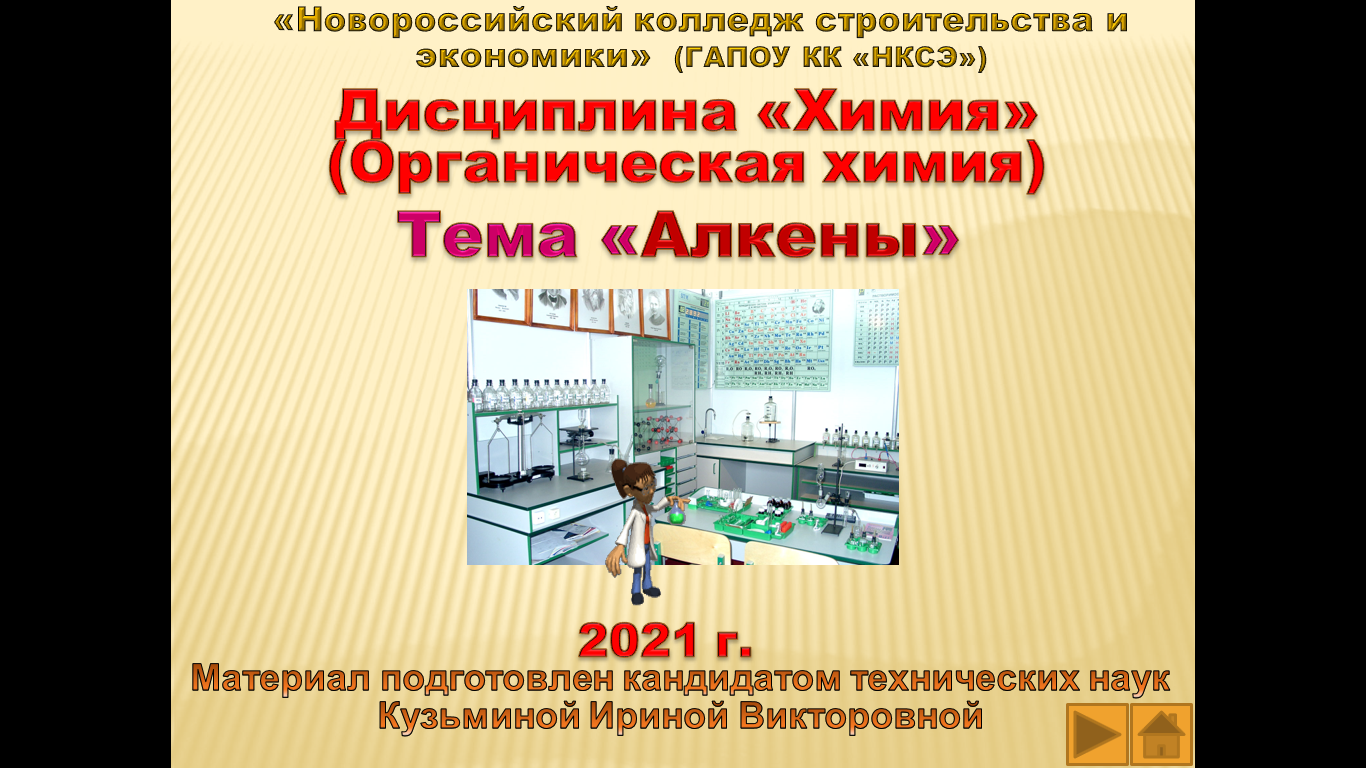 «Новороссийский колледж строительства и
экономики» (ГАПОУ КК «НКСЭ»)
Дисциплина «Химия»
(Органическая химия)
Тема «Алкены»
2021 г.
Материал подготовлен кандидатом технических наук
Кузьминой Ириной Викторовной